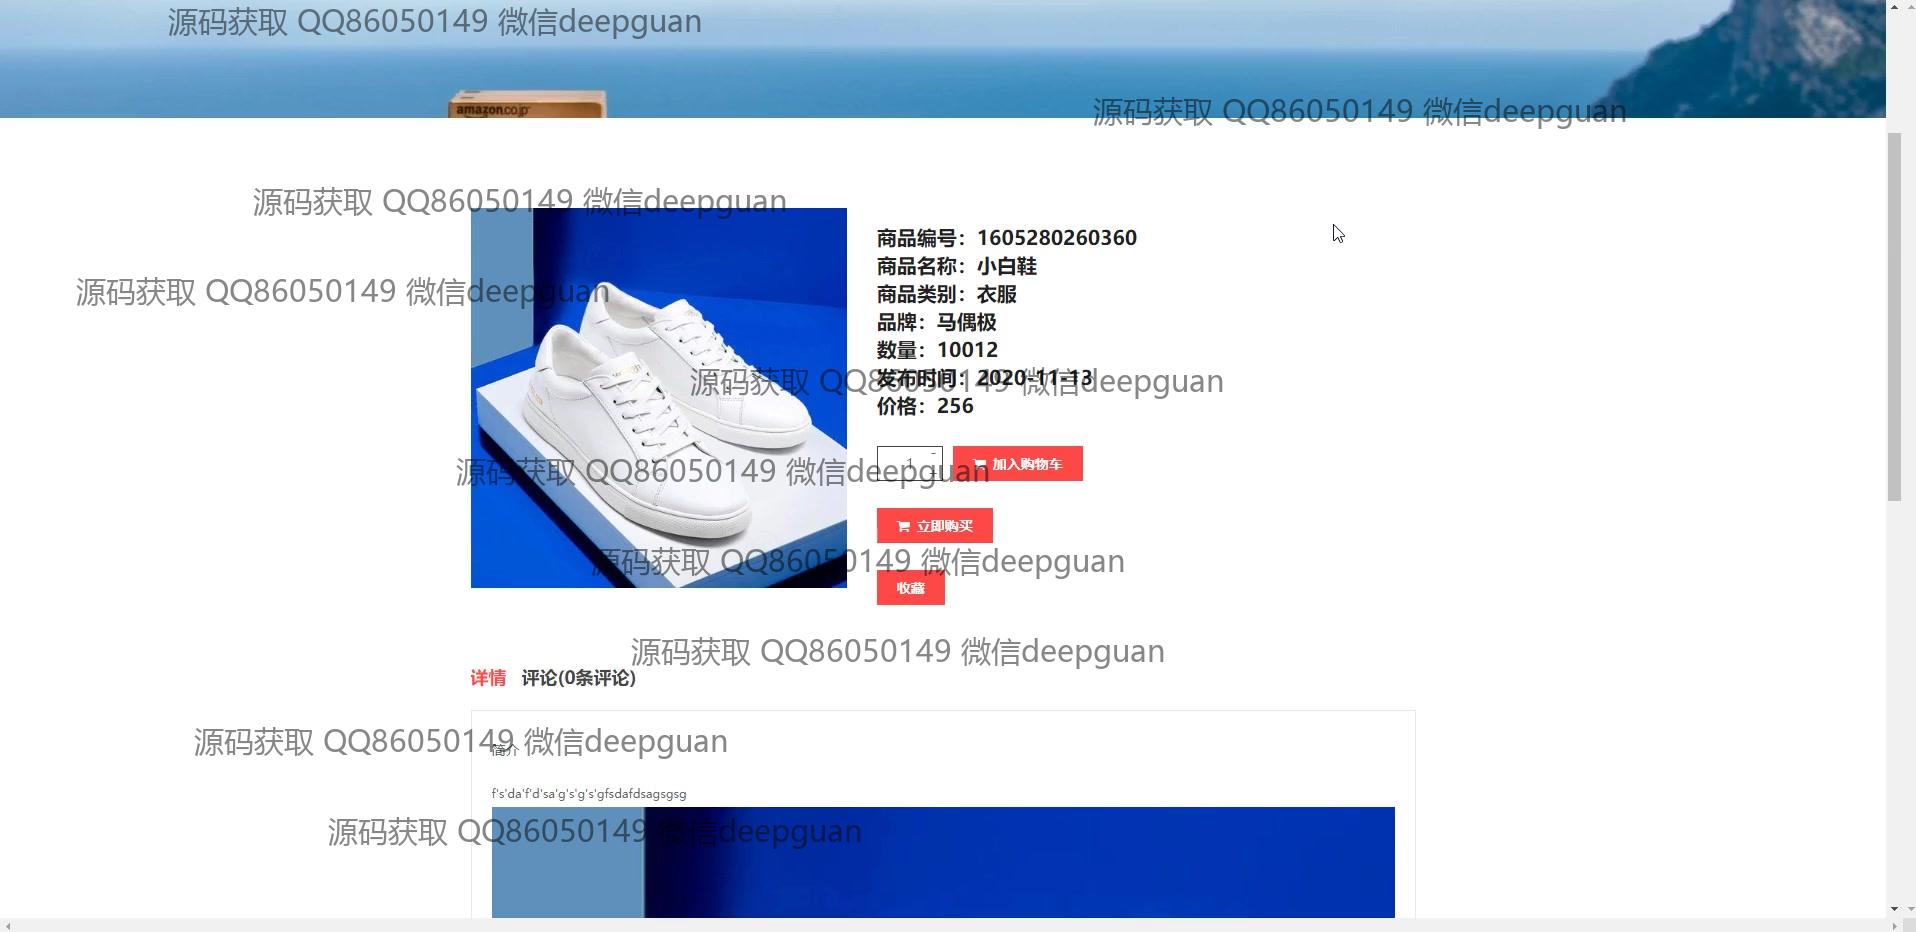 源码获取 QQ86050149 微信deepguan
amazon.co.jp
源码获取 QQ86050149 微信deepguan
源码获取 QQ86050149 微信deepguan
商品编号：1605280260360
商品名称：小白鞋
源码获取 QQ86050149 微信deepguan
商品类别：衣服
品牌：马偶极
数量：10012
发布时间：2020-11-13
源码获取 QQ86050149 微信deepguan
价格：256
1
加入购物车
源码获取 QQ86050149 微信deepguan
立即购买
源码获取 QQ86050149 微信deepguan
收藏
源码获取 QQ86050149 微信deepguan
详情 评论(0条评论)
源码获取 QQ86050149 微信deepguan
简介
f's'da'f'd'sa'g's'g's'gfsdafdsagsgsg
源码获取 QQ86050149 微信deepguan